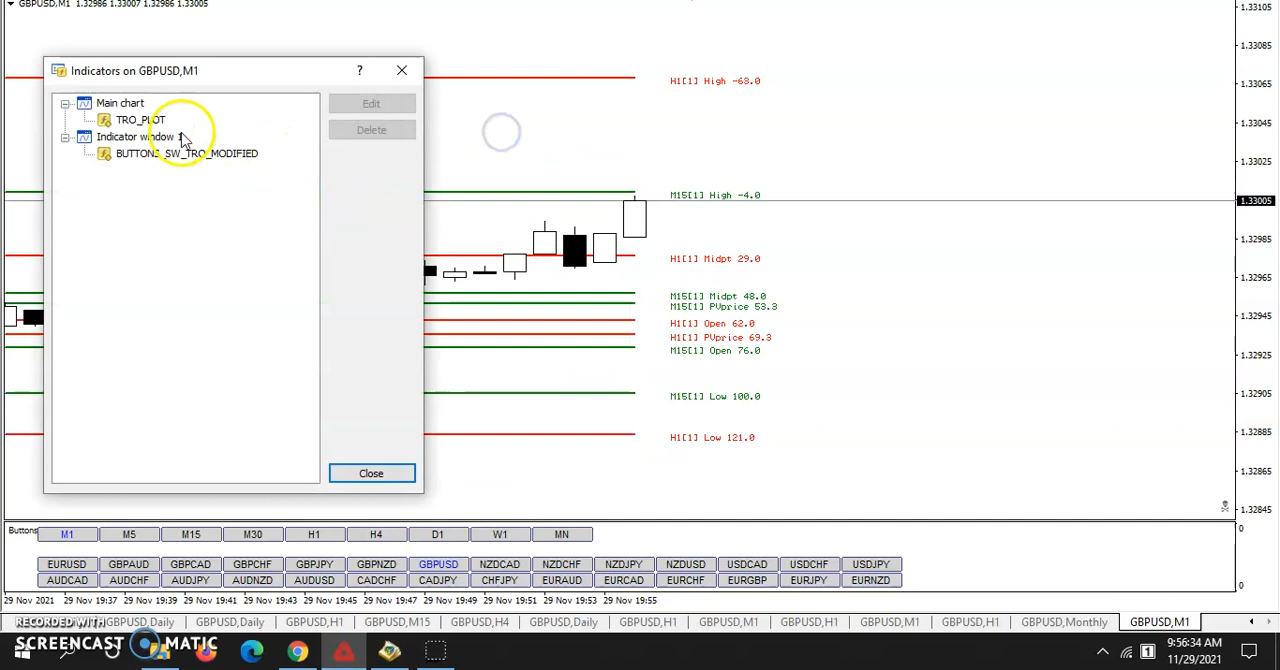 GBPUSD,M1 1.32986 1.33007 1.32986 1.33005
1.33105
1.33085
H1[1] High -63.0
1.33065
1.33045
1.33025
M15[1] High -4.0
1.33005
1.32985
H1[1] Midpt 29.0
1.32965
M15[1] Midpt 48.0
M15[1] PVprice 53.3
1.32945
H1[1] Open 62.0
H1[1] PVprice 69.3
M15[1] Open 76.0
1.32925
1.32905
M15[1] Low 100.0
1.32885
H1[1] Low 121.0
1.32865
1.32845
Indicators on GBPUSD,M1
?
Main chart
TRO_PLOT
Indicator window 1
BUTTONS_SW_TRO_MODIFIED
Edit
Delete
Close
Buttons
M1 M5 M15 M30 H1 H4 D1 W1 MN
0
EURUSD GBPAUD GBPCAD GBPCHF GBPJPY GBPNZD GBPUSD NZDCAD NZDCHF NZDJPY NZDUSD USDCAD USDCHF USDJPY
AUDCAD AUDCHF AUDJPY AUDNZD AUDUSD CADCHF CADJPY CHFJPY EURAUD EURCAD EURCHF EURGBP EURJPY EURNZD
0
29 Nov 2021 29 Nov 19:37 29 Nov 19:39 29 Nov 19:41 29 Nov 19:43 29 Nov 19:45 29 Nov 19:47 29 Nov 19:49 29 Nov 19:51 29 Nov 19:53 29 Nov 19:55
GBPUSD,Daily GBPUSD,Daily GBPUSD,H1 GBPUSD,M15 GBPUSD,H4 GBPUSD,Daily GBPUSD,H1 GBPUSD,M1 GBPUSD,H1 GBPUSD,M1 GBPUSD,H1 GBPUSD,Monthly GBPUSD,M1
RECORDED WITH
SCREENCAST MATIC
1
9:56:34 AM
11/29/2021